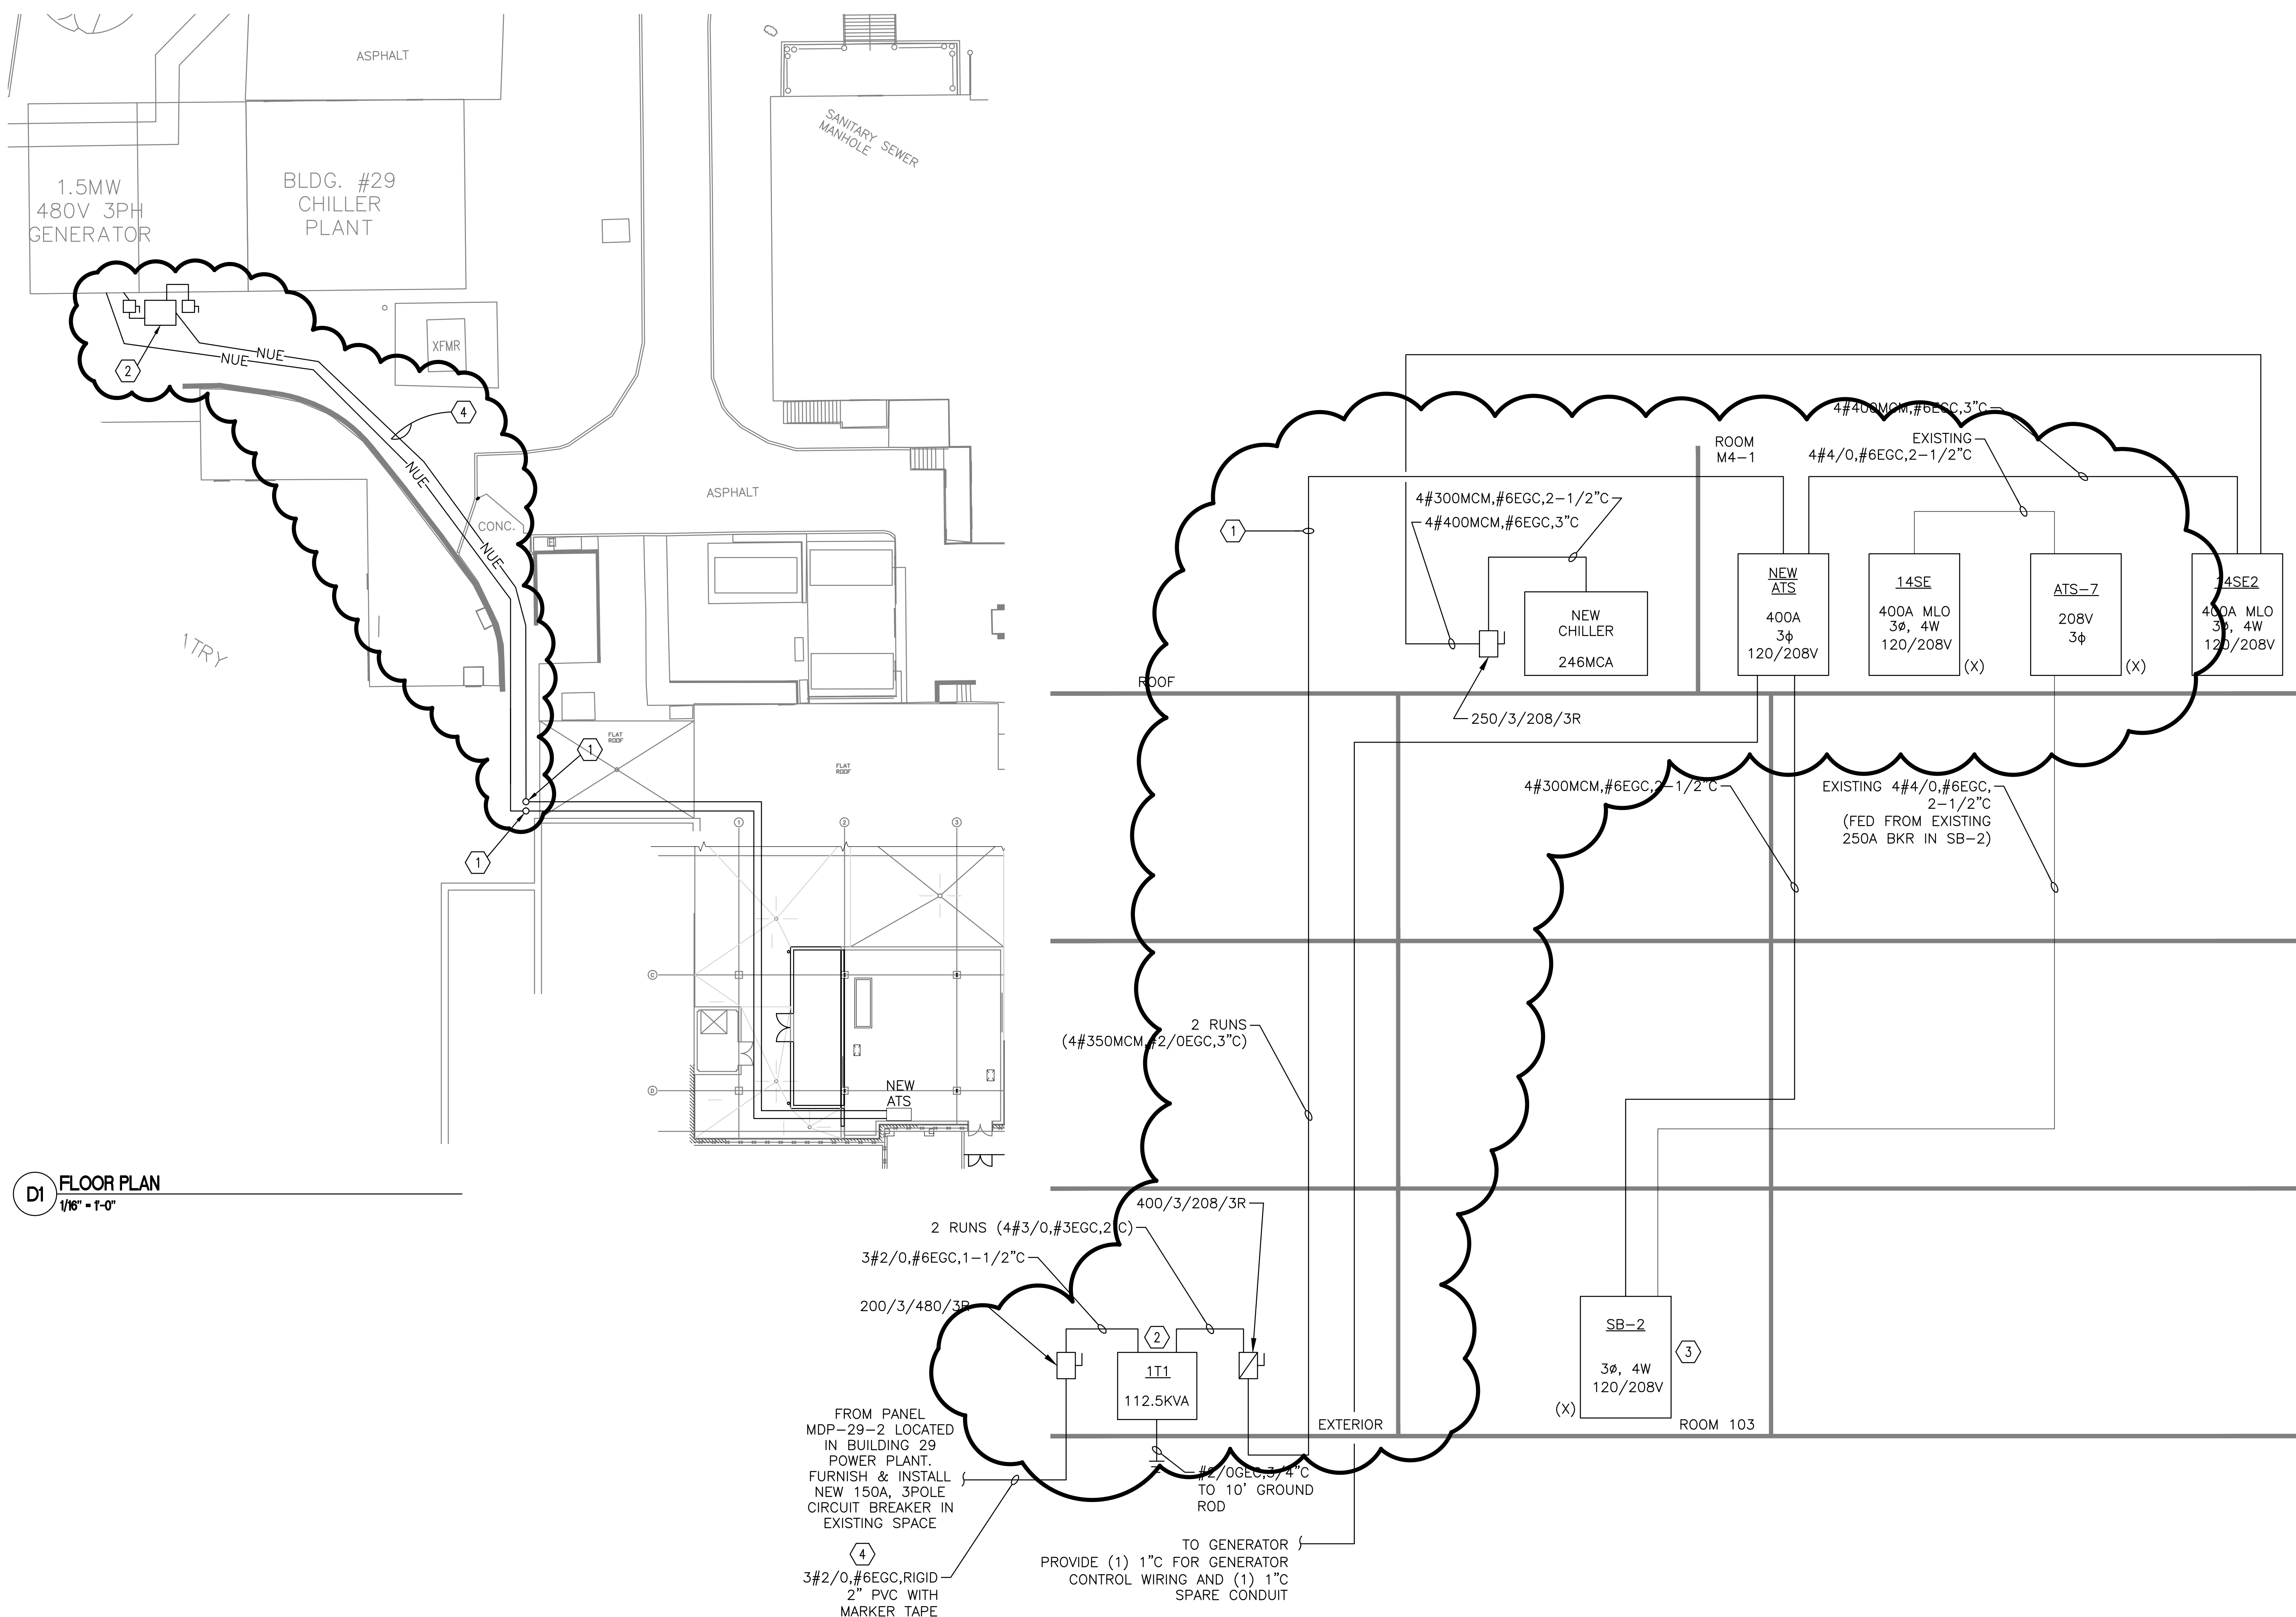 ASPHALT
SANITARY SEWER
MANHOLE
1.5MW
480V 3PH
GENERATOR
BLDG. #29
CHILLER
PLANT
XFMR
NUE
NUE
2
4
NUE
NUE
ASPHALT
CONC.
1TRY
FLAT
ROOF
1
FLAT
ROOF
1
1
2
3
C
D
NEW
ATS
D1
FLOOR PLAN
1/16" = 1'-0"
4#400MCM,#6EGC,3"C
ROOM
M4-1
EXISTING
4#4/0,#6EGC,2-1/2"C
4#300MCM,#6EGC,2-1/2"C
4#400MCM,#6EGC,3"C
1
NEW
CHILLER
246MCA
NEW
ATS
400A
3ϕ
120/208V
14SE
400A MLO
3ø, 4W
120/208V
(X)
ATS-7
208V
3ϕ
(X)
14SE2
400A MLO
3ø, 4W
120/208V
ROOF
250/3/208/3R
4#300MCM,#6EGC,2-1/2"C
EXISTING 4#4/0,#6EGC,
2-1/2"C
(FED FROM EXISTING
250A BKR IN SB-2)
2 RUNS
(4#350MCM,#2/0EGC,3"C)
400/3/208/3R
2 RUNS (4#3/0,#3EGC,2"C)
3#2/0,#6EGC,1-1/2"C
200/3/480/3R
2
1T1
112.5KVA
SB-2
3ø, 4W
120/208V
(X)
3
EXTERIOR
ROOM 103
FROM PANEL
MDP-29-2 LOCATED
IN BUILDING 29
POWER PLANT.
FURNISH & INSTALL
NEW 150A, 3POLE
CIRCUIT BREAKER IN
EXISTING SPACE
#2/0GEC,3/4"C
TO 10' GROUND
ROD
4
3#2/0,#6EGC,RIGID
2" PVC WITH
MARKER TAPE
TO GENERATOR
PROVIDE (1) 1"C FOR GENERATOR
CONTROL WIRING AND (1) 1"C
SPARE CONDUIT